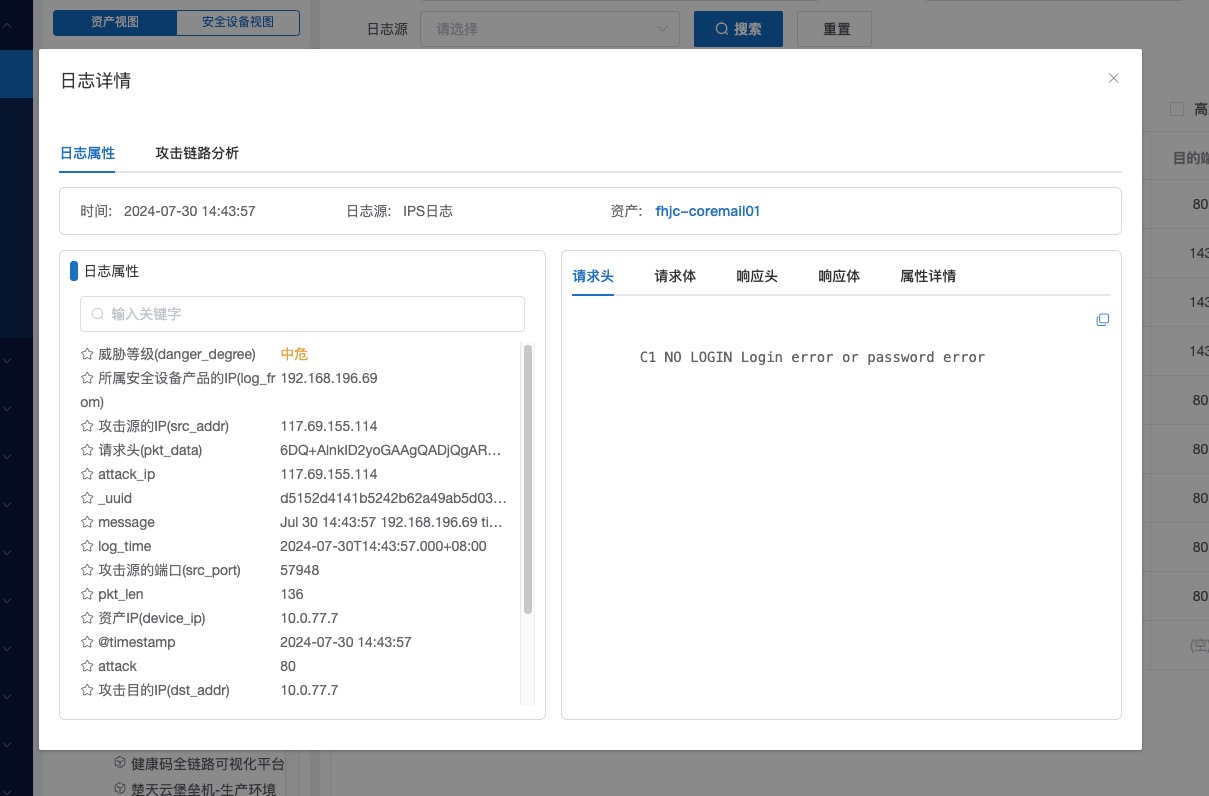 资产视图 安全设备视图
日志源 请选择 搜索 重置
日志详情
高
日志属性 攻击链路分析
目的端
时间: 2024-07-30 14:43:57 日志源: IPS日志 资产: fhjc-coremail01
80
日志属性
请求头 请求体 响应头 响应体 属性详情
143
输入关键字
143
威胁等级(danger_degree) 中危
C1 NO LOGIN Login error or password error
143
所属安全设备产品的IP(log_from) 192.168.196.69
80
攻击源的IP(src_addr) 117.69.155.114
请求头(pkt_data) 6DQ+AlnkID2yoGAAgQADjQgAR...
80
attack_ip 117.69.155.114
_uuid d5152d4141b5242b62a49ab5d03...
80
message Jul 30 14:43:57 192.168.196.69 ti...
log_time 2024-07-30T14:43:57.000+08:00
80
攻击源的端口(src_port) 57948
pkt_len 136
80
资产IP(device_ip) 10.0.77.7
@timestamp 2024-07-30 14:43:57
(空
attack 80
攻击目的IP(dst_addr) 10.0.77.7
健康码全链路可视化平台
楚天云堡垒机-生产环境